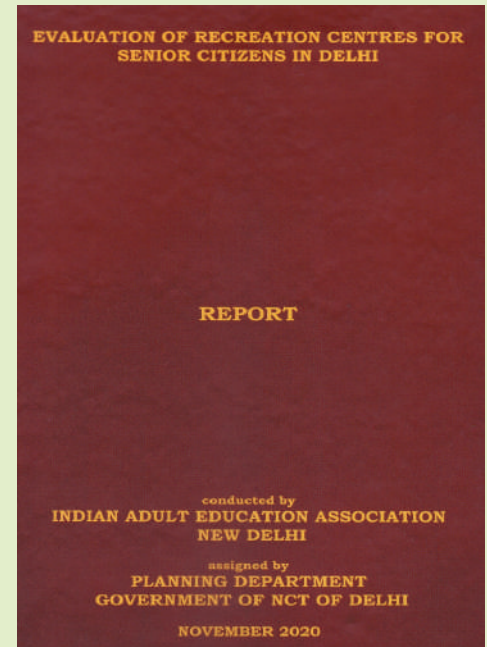 EVALUATION OF RECREATION CENTRES FOR
SENIOR CITIZENS IN DELHI
REPORT
conducted by
INDIAN ADULT EDUCATION ASSOCIATION
NEW DELHI
assigned by
PLANNING DEPARTMENT
GOVERNMENT OF NCT OF DELHI
NOVEMBER 2020